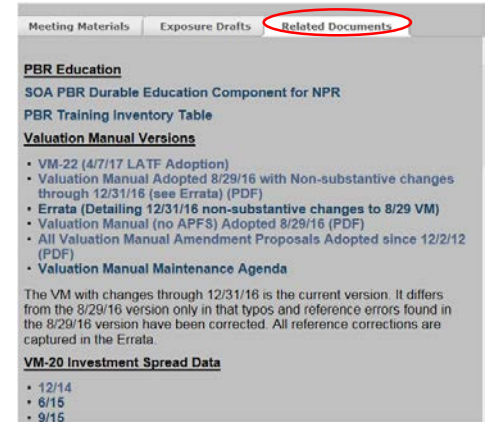 Meeting Materials Exposure Drafts Related Documents
PBR Education
SOA PBR Durable Education Component for NPR
PBR Training Inventory Table
Valuation Manual Versions
• VM-22 (4/7/17 LATF Adoption)
• Valuation Manual Adopted 8/29/16 with Non-substantive changes
through 12/31/16 (see Errata) (PDF)
• Errata (Detailing 12/31/16 non-substantive changes to 8/29 VM)
• Valuation Manual (no APFS) Adopted 8/29/16 (PDF)
• All Valuation Manual Amendment Proposals Adopted since 12/2/12
(PDF)
• Valuation Manual Maintenance Agenda
The VM with changes through 12/31/16 is the current version. It differs
from the 8/29/16 version only in that typos and reference errors found in
the 8/29/16 version have been corrected. All reference corrections are
captured in the Errata.
VM-20 Investment Spread Data
• 12/14
• 6/15
• 9/15